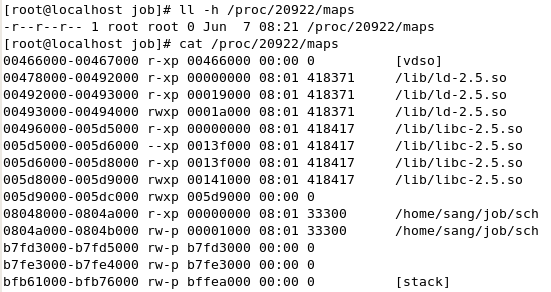 [root@localhost job]# ll -h /proc/20922/maps
-r--r--r-- 1 root root 0 Jun  7 08:21 /proc/20922/maps
[root@localhost job]# cat /proc/20922/maps
00466000-00467000 r-xp 00466000 00:00 0          [vdso]
00478000-00492000 r-xp 00000000 08:01 418371     /lib/ld-2.5.so
00492000-00493000 r-xp 00019000 08:01 418371     /lib/ld-2.5.so
00493000-00494000 rwxp 0001a000 08:01 418371     /lib/ld-2.5.so
00496000-005d5000 r-xp 00000000 08:01 418417     /lib/libc-2.5.so
005d5000-005d6000 --xp 0013f000 08:01 418417     /lib/libc-2.5.so
005d6000-005d8000 r-xp 0013f000 08:01 418417     /lib/libc-2.5.so
005d8000-005d9000 rwxp 00141000 08:01 418417     /lib/libc-2.5.so
005d9000-005dc000 rwxp 005d9000 00:00 0
08048000-0804a000 r-xp 00000000 08:01 33300      /home/sang/job/sch
0804a000-0804b000 rw-p 00001000 08:01 33300      /home/sang/job/sch
b7fd3000-b7fd5000 rw-p b7fd3000 00:00 0
b7fe3000-b7fe4000 rw-p b7fe3000 00:00 0
bfb61000-bfb76000 rw-p bffea000 00:00 0          [stack]